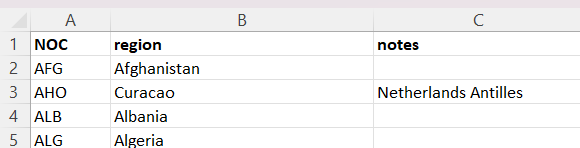 A B C
1 NOC region notes
2 AFG Afghanistan
3 AHO Curacao Netherlands Antilles
4 ALB Albania
5 ALG Algeria